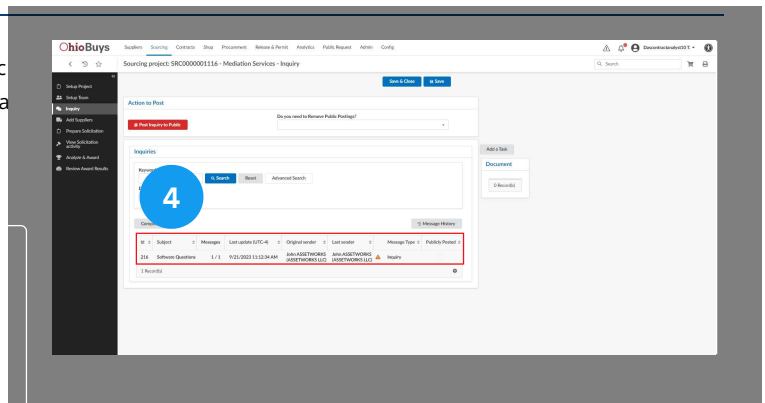 OhioBuys
Suppliers Sourcing Contracts Shop Procurement Release & Permit Analytics Public Request Admin Config
Dascontractanalyst10 T.
Sourcing project: SRC0000001116 - Mediation Services - Inquiry
Search
c
a
Setup Project
Setup Team
Inquiry
Add Suppliers
Prepare Solicitation
View Solicitation
activity
Analyze & Award
Review Award Results
Save & Close Save
Action to Post
Do you need to Remove Public Postings?
Post Inquiry to Public
Inquiries
Add a Task
Document
0 Record(s)
Search Reset Advanced Search
4
Message History
Id Subject Messages Last update (UTC-4) Original sender Last sender Message Type Publicly Posted
216 Software Questions 1 / 1 9/21/2023 11:12:34 AM John ASSETWORKS (ASSETWORKS LLC) John ASSETWORKS (ASSETWORKS LLC) Inquiry
1 Record(s)